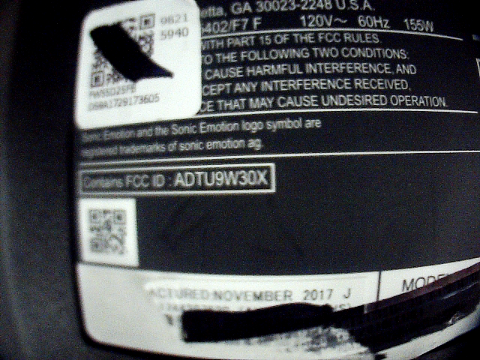 9821
5940
etta, GA 30023-2248 U.S.A.
402/F7 F 120V~ 60Hz 155W
WITH PART 15 OF THE FCC RULES.
TO THE FOLLOWING TWO CONDITIONS;
CAUSE HARMFUL INTERFERENCE, AND
CEPT ANY INTERFERENCE RECEIVED,
CE THAT MAY CAUSE UNDESIRED OPERATION.
Sonic Emotion and the Sonic Emotion logo symbol are
registered trademarks of sonic emotion ag.
Contains FCC ID : ADTU9W30X
ACTURED:NOVEMBER 2017 J
MODE